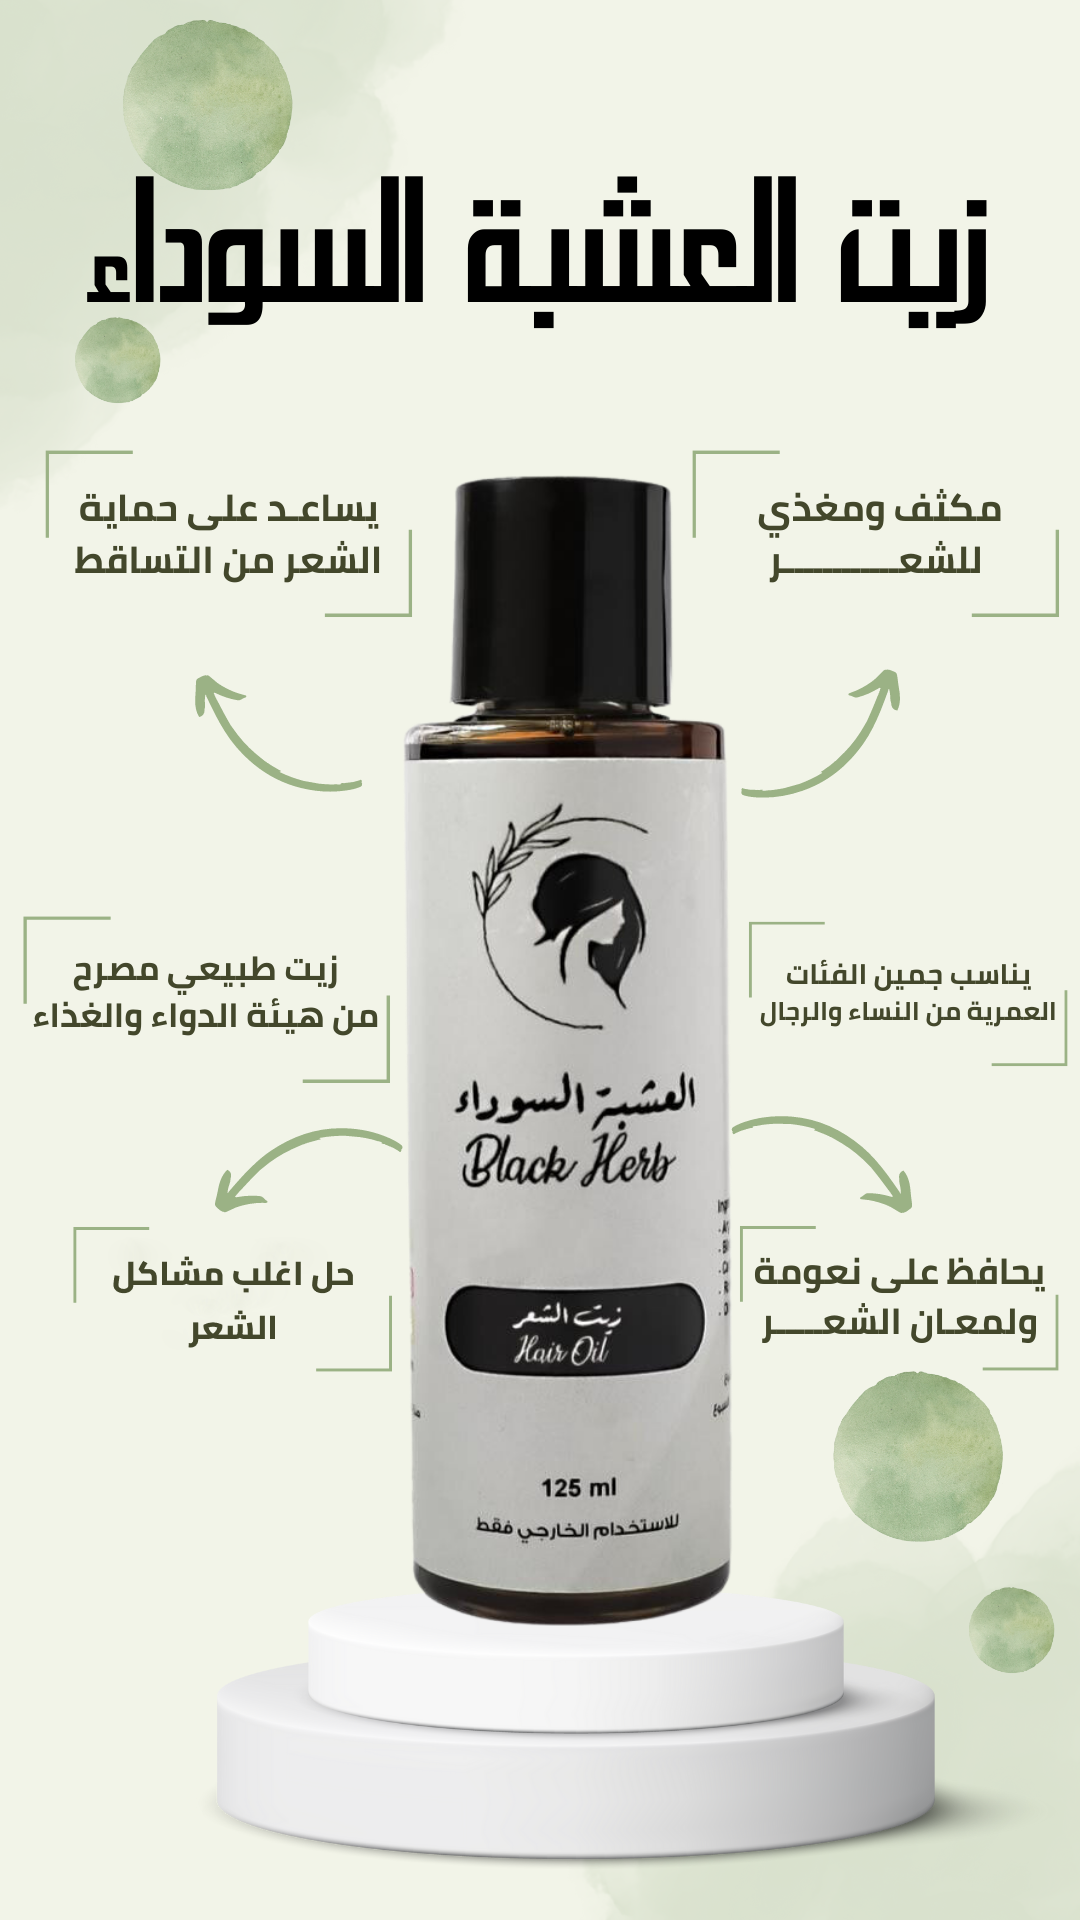 زيت العشبة السوداء
مكثف ومغذي
للشعـــــــــــر
يساعـد على حماية
الشعر من التساقط
يناسب جمين الفئات
العمرية من النساء والرجال
زيت طبيعي مصرح
من هيئة الدواء والغذاء
يحافظ على نعومة
ولمعـان الشعـــــر
حل اغلب مشاكل
الشعر
العشبة السوداء
Black Herb
زيت الشعر
Hair Oil
125 ml
للاستخدام الخارجي فقط